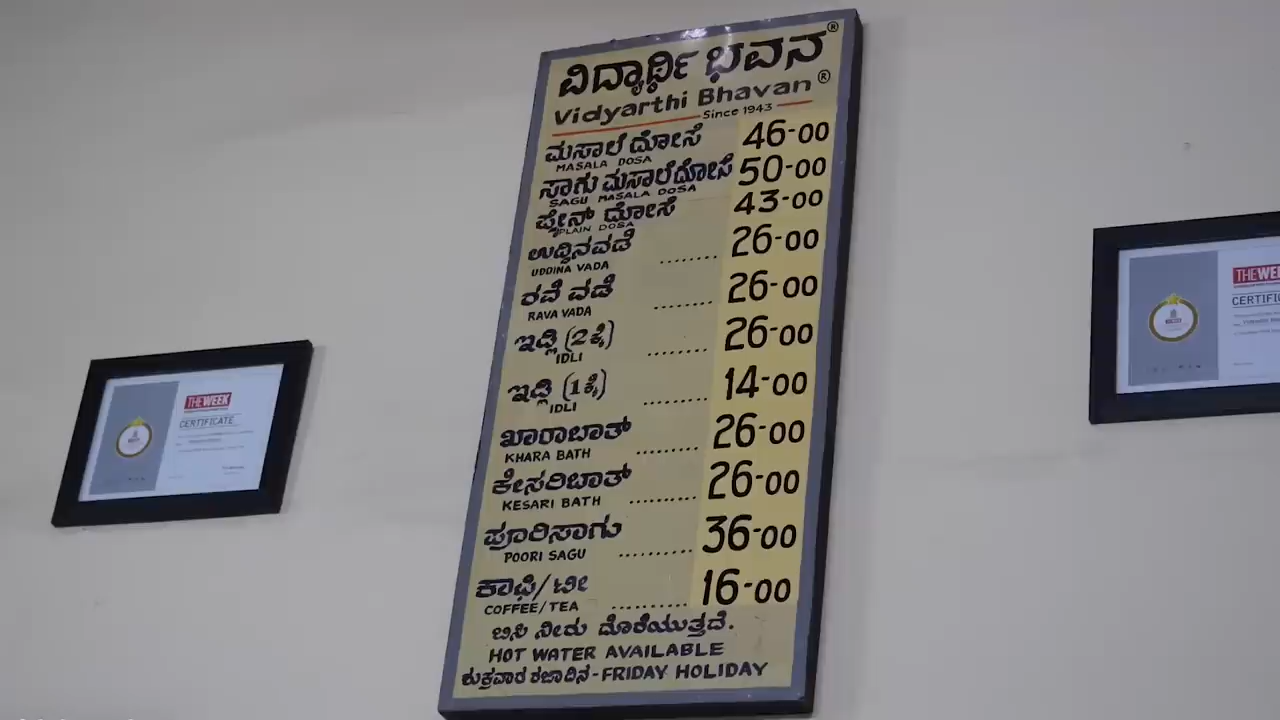 ವಿದ್ಯಾರ್ಥಿ ಭವನ®
Vidyarthi Bhavan®
Since 1943
ಮಸಾಲೆ ದೋಸೆ 46-00
MASALA DOSA
ಸಾಗು ಮಸಾಲೆದೋಸೆ 50-00
SAGU MASALA DOSA
ಪ್ಲೇನ್ ದೋಸೆ 43-00
PLAIN DOSA
ಉದ್ದಿನವಡೆ ........ 26-00
UDDINA VADA
ರವೆ ವಡೆ ........ 26-00
RAVA VADA
ಇಡ್ಲಿ (2ಕ್ಕೆ) ........ 26-00
IDLI
ಇಡ್ಲಿ (1ಕ್ಕೆ) ......... 14-00
IDLI
ಖಾರಾಬಾತ್ ......... 26-00
KHARA BATH
ಕೇಸರಿಬಾತ್ ......... 26-00
KESARI BATH
ಪೂರಿಸಾಗು .......... 36-00
POORI SAGU
ಕಾಫಿ/ಟೀ .......... 16-00
COFFEE/TEA
ಬಿಸಿ ನೀರು ದೊರೆಯುತ್ತದೆ.
HOT WATER AVAILABLE
ಶುಕ್ರವಾರ ರಜಾದಿನ-FRIDAY HOLIDAY
THE WEEK
CERTIFICATE
THE WEE
CERTIFIC